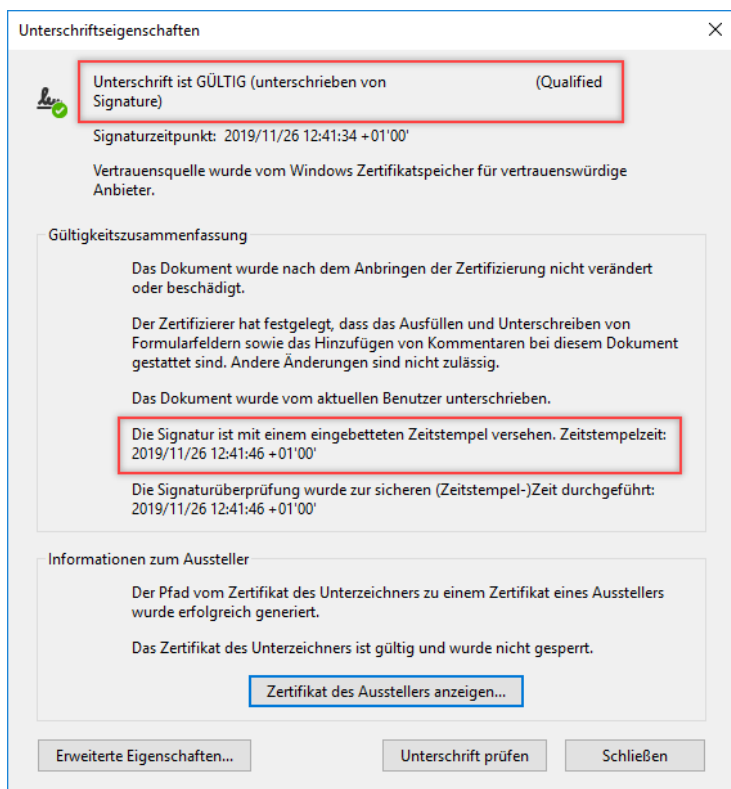 Unterschriftseigenschaften
Unterschrift ist GÜLTIG (unterschrieben von (Qualified
Signature)
Signaturzeitpunkt: 2019/11/26 12:41:34 +01'00'
Vertrauensquelle wurde vom Windows Zertifikatspeicher für vertrauenswürdige
Anbieter.
Gültigkeitszusammenfassung
Das Dokument wurde nach dem Anbringen der Zertifizierung nicht verändert
oder beschädigt.
Der Zertifizierer hat festgelegt, dass das Ausfüllen und Unterschreiben von
Formularfeldern sowie das Hinzufügen von Kommentaren bei diesem Dokument
gestattet sind. Andere Änderungen sind nicht zulässig.
Das Dokument wurde vom aktuellen Benutzer unterschrieben.
Die Signatur ist mit einem eingebetteten Zeitstempel versehen. Zeitstempelzeit:
2019/11/26 12:41:46 +01'00'
Die Signaturüberprüfung wurde zur sicheren (Zeitstempel-)Zeit durchgeführt:
2019/11/26 12:41:46 +01'00'
Informationen zum Aussteller
Der Pfad vom Zertifikat des Unterzeichners zu einem Zertifikat eines Ausstellers
wurde erfolgreich generiert.
Das Zertifikat des Unterzeichners ist gültig und wurde nicht gesperrt.
Zertifikat des Ausstellers anzeigen...
Erweiterte Eigenschaften... Unterschrift prüfen Schließen